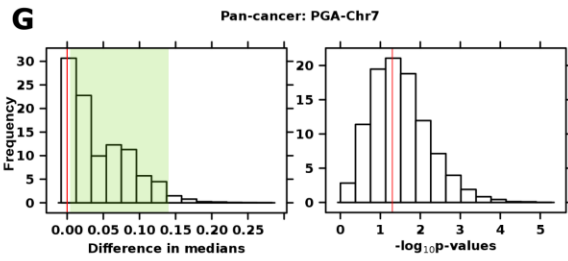 G
Pan-cancer: PGA-Chr7
Frequency
30
25
20
15
10
5
0
0.00 0.05 0.10 0.15 0.20 0.25
Difference in medians
20
15
10
5
0
0 1 2 3 4 5
-log₁₀p-values